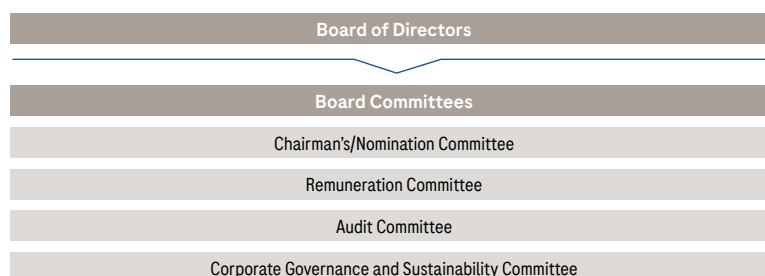 Board of Directors
Board Committees
Chairman's/Nomination Committee
Remuneration Committee
Audit Committee
Corporate Governance and Sustainability Committee